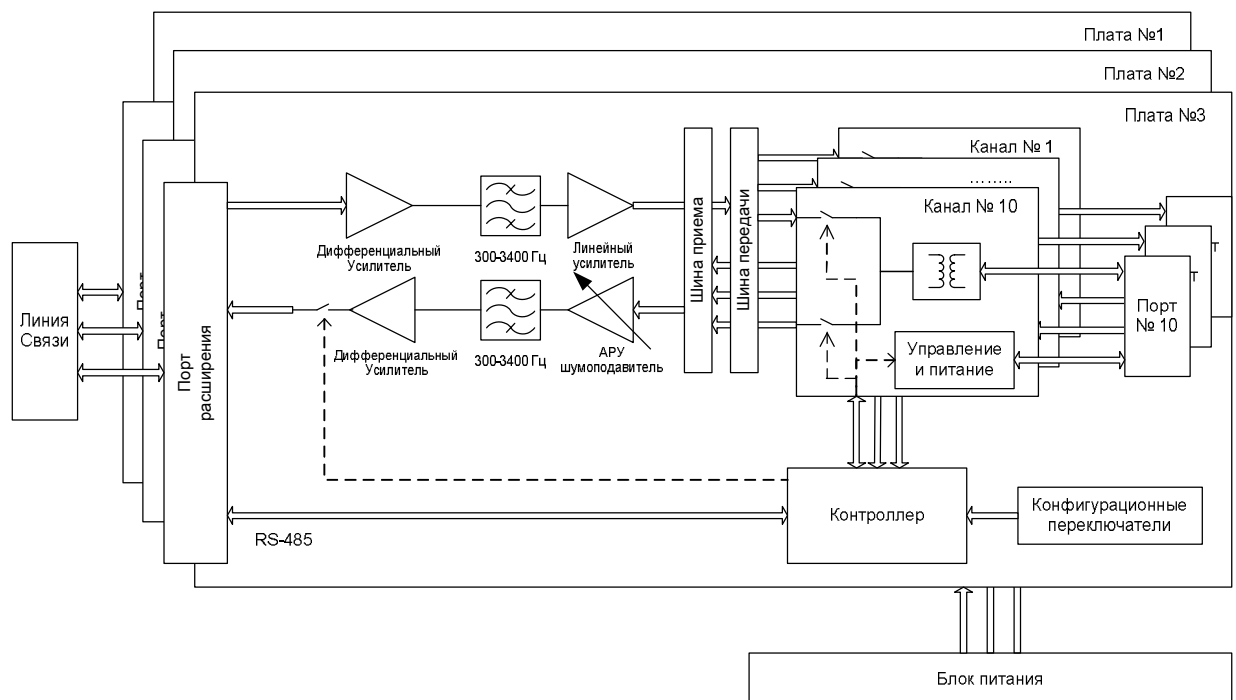 Плата №1
Плата №2
Плата №3
Канал № 1
........
Канал № 10
Дифференциальный
Усилитель
300-3400 Гц
Линейный
усилитель
Шина приема
Шина передачи
Линия
Связи
Порт
Порт
Порт
расширения
Дифференциальный
Усилитель
300-3400 Гц
АРУ
шумоподавитель
Управление
и питание
т
т
Порт
№ 10
Контроллер
Конфигурационные
переключатели
RS-485
Блок питания